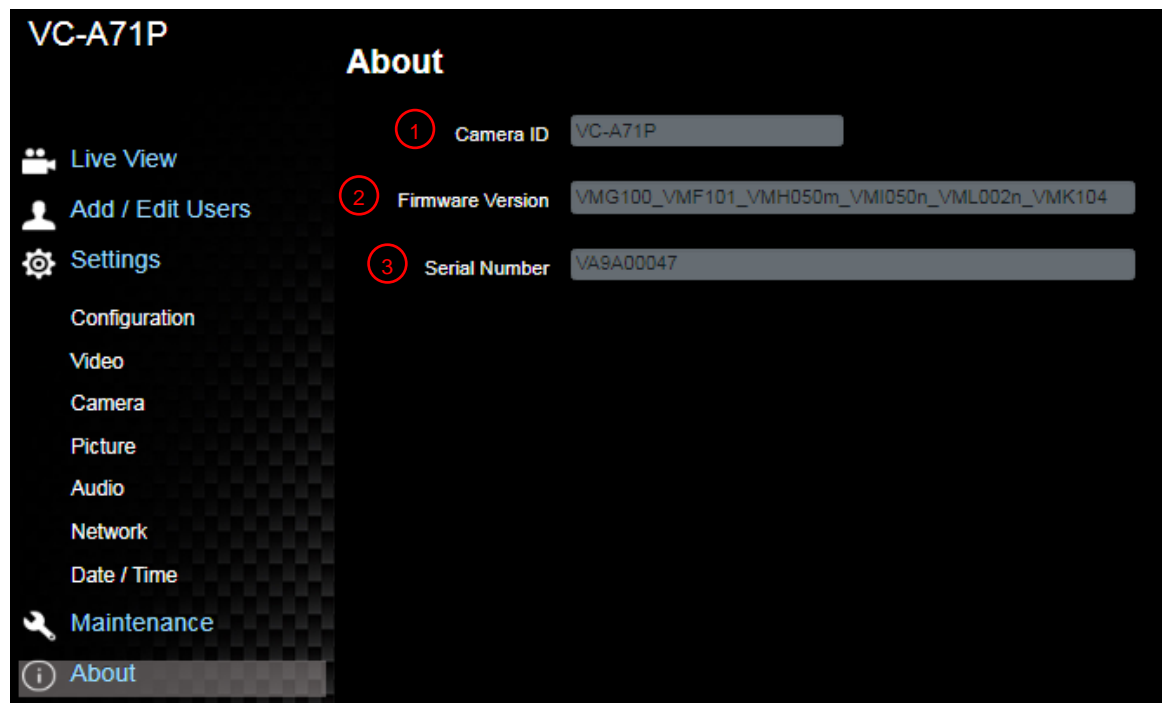 VC-A71P
Live View
Add / Edit Users
Settings
Configuration
Video
Camera
Picture
Audio
Network
Date / Time
Maintenance
About
About
1 Camera ID VC-A71P
2 Firmware Version VMG100_VMF101_VMH050m_VMI050n_VML002n_VMK104
3 Serial Number VA9A00047